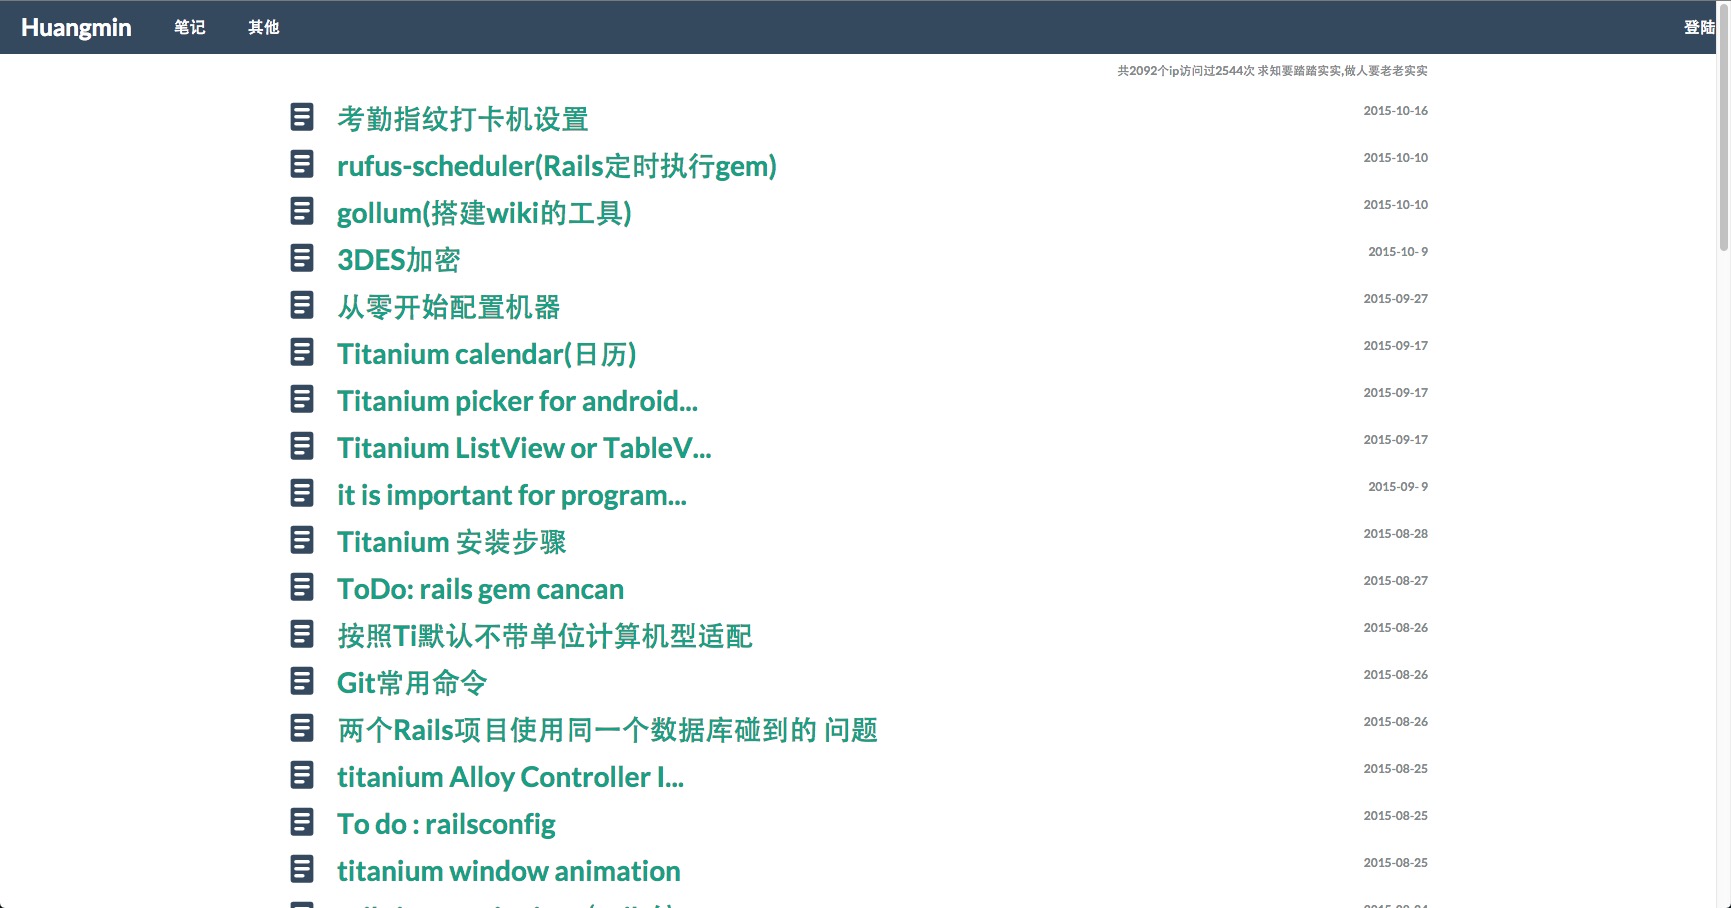 Huangmin 笔记 其他 登陆
共2092个ip访问过2544次 求知要踏踏实实,做人要老老实实
考勤指纹打卡机设置 2015-10-16
rufus-scheduler(Rails定时执行gem) 2015-10-10
gollum(搭建wiki的工具) 2015-10-10
3DES加密 2015-10- 9
从零开始配置机器 2015-09-27
Titanium calendar(日历) 2015-09-17
Titanium picker for android... 2015-09-17
Titanium ListView or TableV... 2015-09-17
it is important for program... 2015-09- 9
Titanium 安装步骤 2015-08-28
ToDo: rails gem cancan 2015-08-27
按照Ti默认不带单位计算机型适配 2015-08-26
Git常用命令 2015-08-26
两个Rails项目使用同一个数据库碰到的 问题 2015-08-26
titanium Alloy Controller I... 2015-08-25
To do : railsconfig 2015-08-25
titanium window animation 2015-08-25